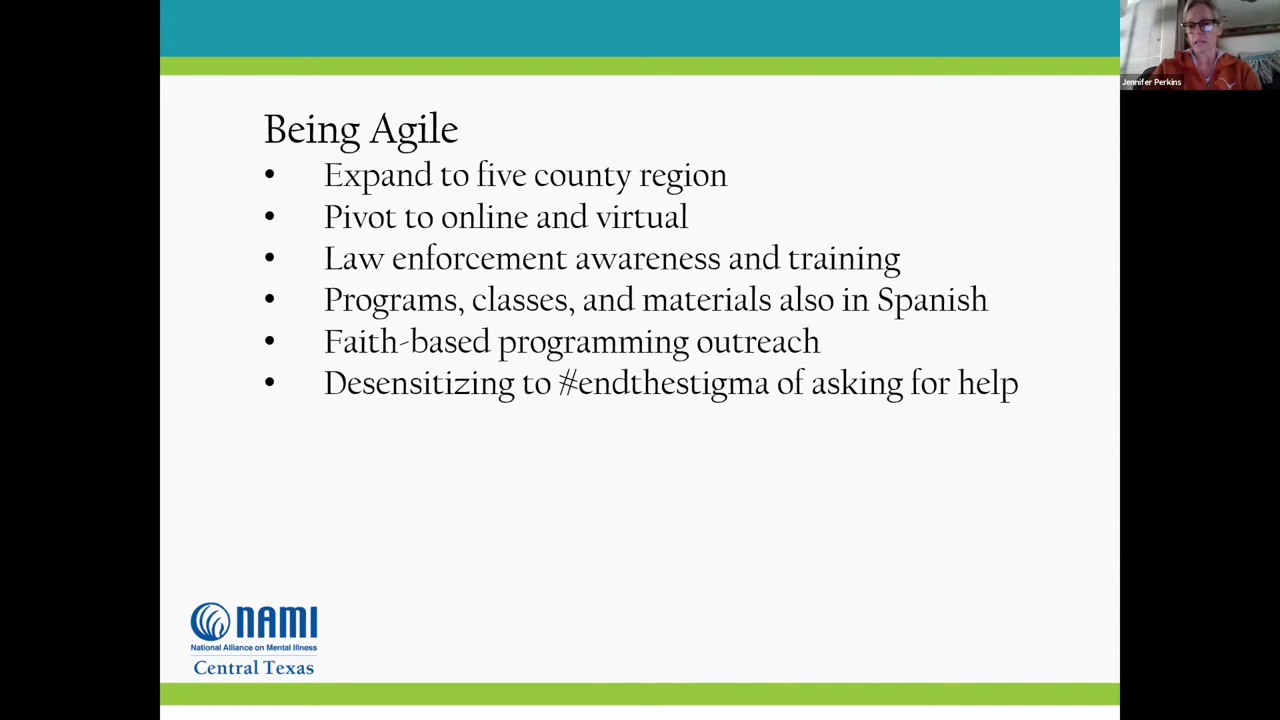 Being Agile
• Expand to five county region
• Pivot to online and virtual
• Law enforcement awareness and training
• Programs, classes, and materials also in Spanish
• Faith-based programming outreach
• Desensitizing to #endthestigma of asking for help
NAMI
National Alliance on Mental Illness
Central Texas
Jennifer Perkins